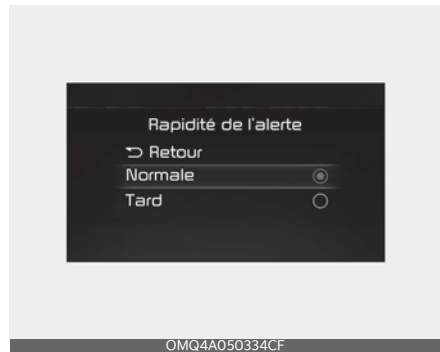 Rapidité de l'alerte
⮌ Retour
Normale
Tard
OMQ4A050334CF